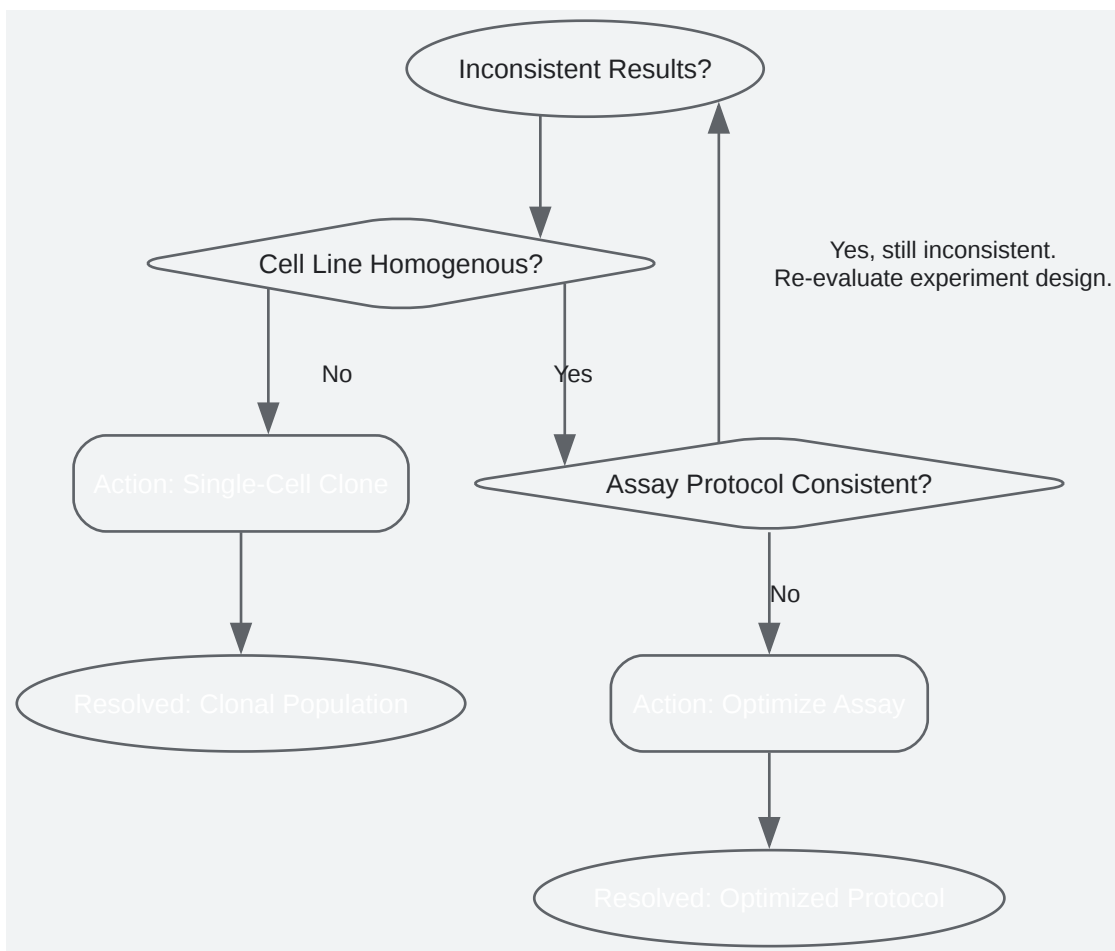 Inconsistent Results?
Cell Line Homogenous?
Yes, still inconsistent.
Re-evaluate experiment design.
No
Yes
Action: Single-Cell Clone
Assay Protocol Consistent?
No
Resolved: Clonal Population
Action: Optimize Assay
Resolved: Optimized Protocol